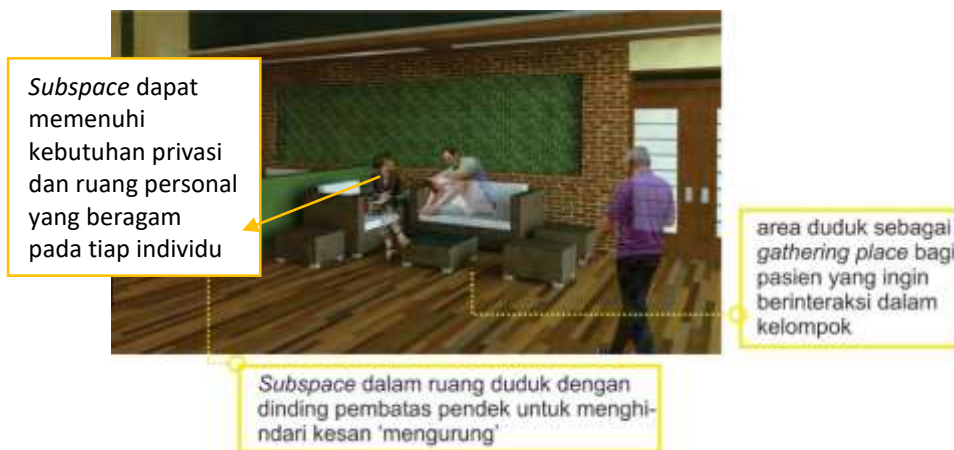 Subspace dapat
memenuhi
kebutuhan privasi
dan ruang personal
yang beragam
pada tiap individu
area duduk sebagai
gathering place bagi
pasien yang ingin
berinteraksi dalam
kelompok
Subspace dalam ruang duduk dengan
dinding pembatas pendek untuk menghi-
ndari kesan ‘mengurung’